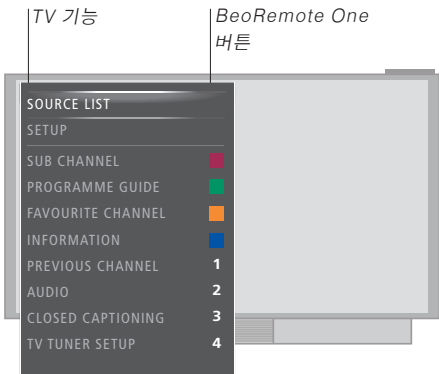 TV 기능
BeoRemote One
버튼
SOURCE LIST
SETUP
SUB CHANNEL
PROGRAMME GUIDE
FAVOURITE CHANNEL
INFORMATION
PREVIOUS CHANNEL 1
AUDIO 2
CLOSED CAPTIONING 3
TV TUNER SETUP 4